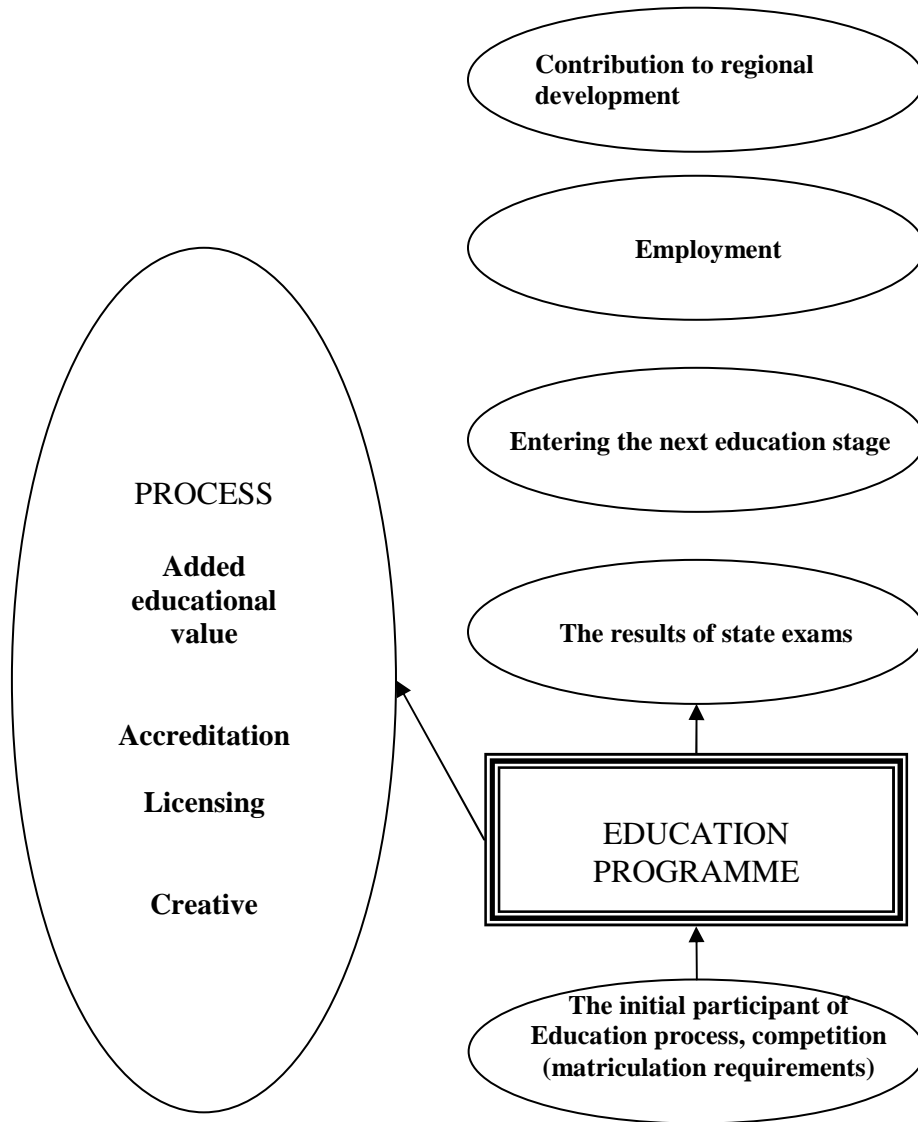 Contribution to regional
development
Employment
Entering the next education stage
The results of state exams
PROCESS
Added
educational
value
Accreditation
Licensing
Creative
EDUCATION
PROGRAMME
The initial participant of
Education process, competition
(matriculation requirements)